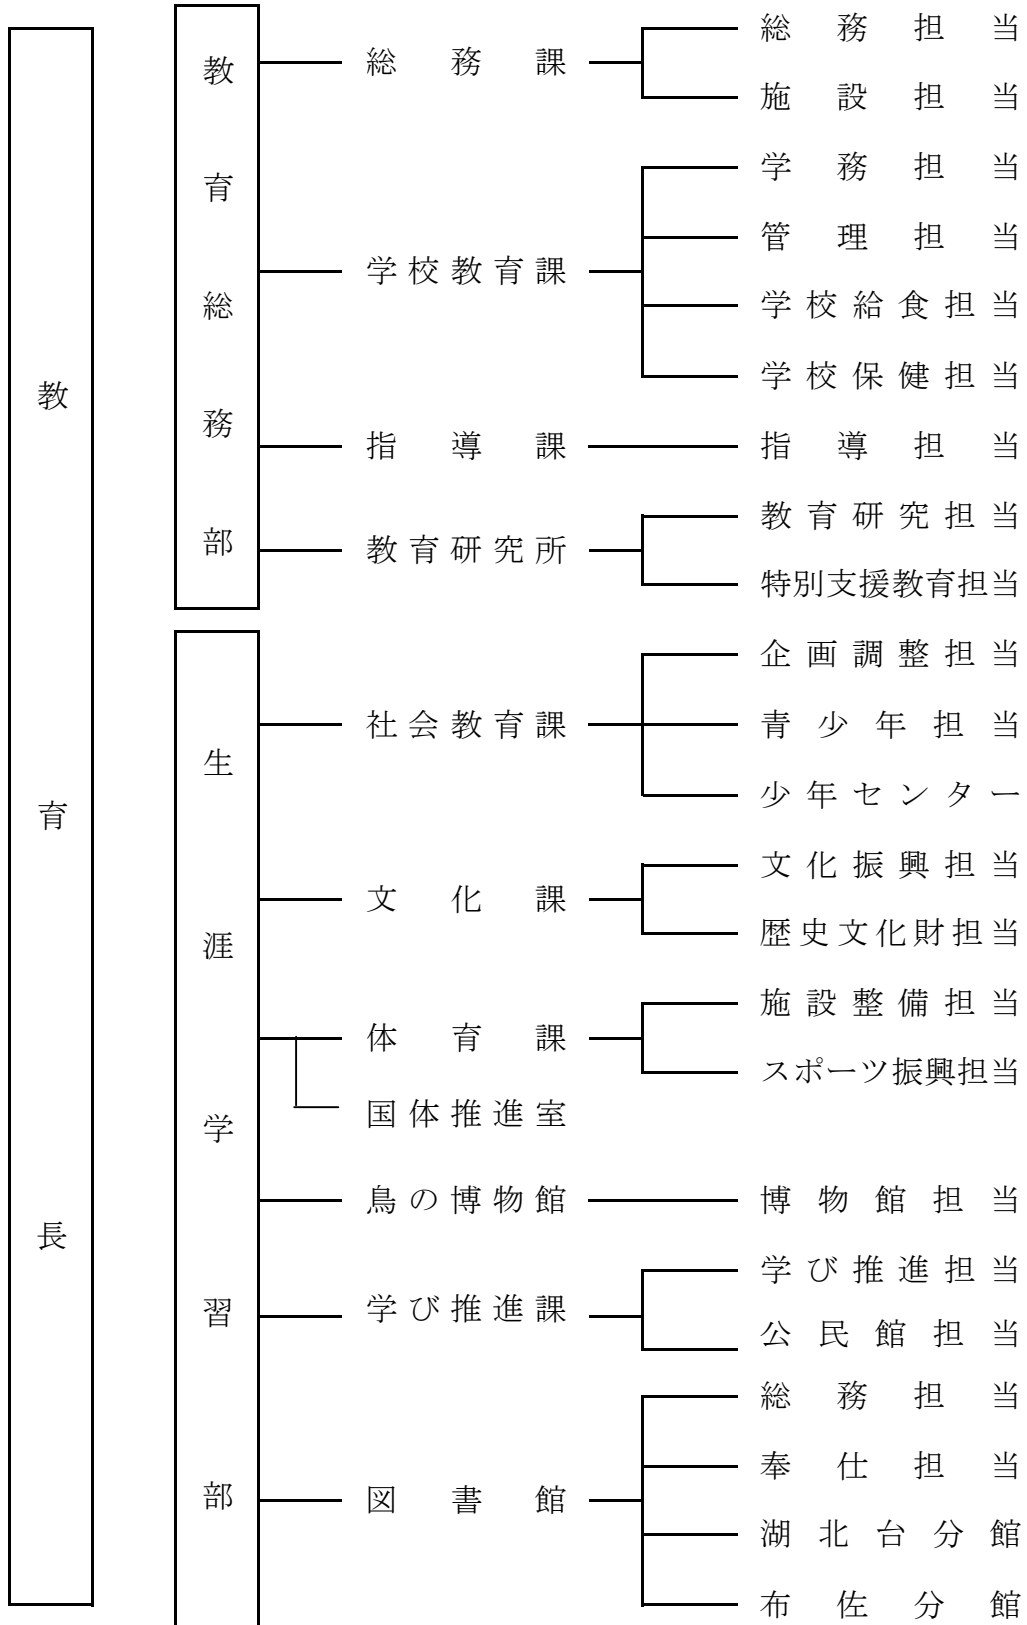 教育長
教育総務部
総務課
総務担当
施設担当
学校教育課
学務担当
管理担当
学校給食担当
学校保健担当
指導課
指導担当
教育研究所
教育研究担当
特別支援教育担当
生涯学習部
社会教育課
企画調整担当
青少年担当
少年センター
文化課
文化振興担当
歴史文化財担当
体育課
施設整備担当
スポーツ振興担当
国体推進室
鳥の博物館
博物館担当
学び推進課
学び推進担当
公民館担当
図書館
総務担当
奉仕担当
湖北台分館
布佐分館